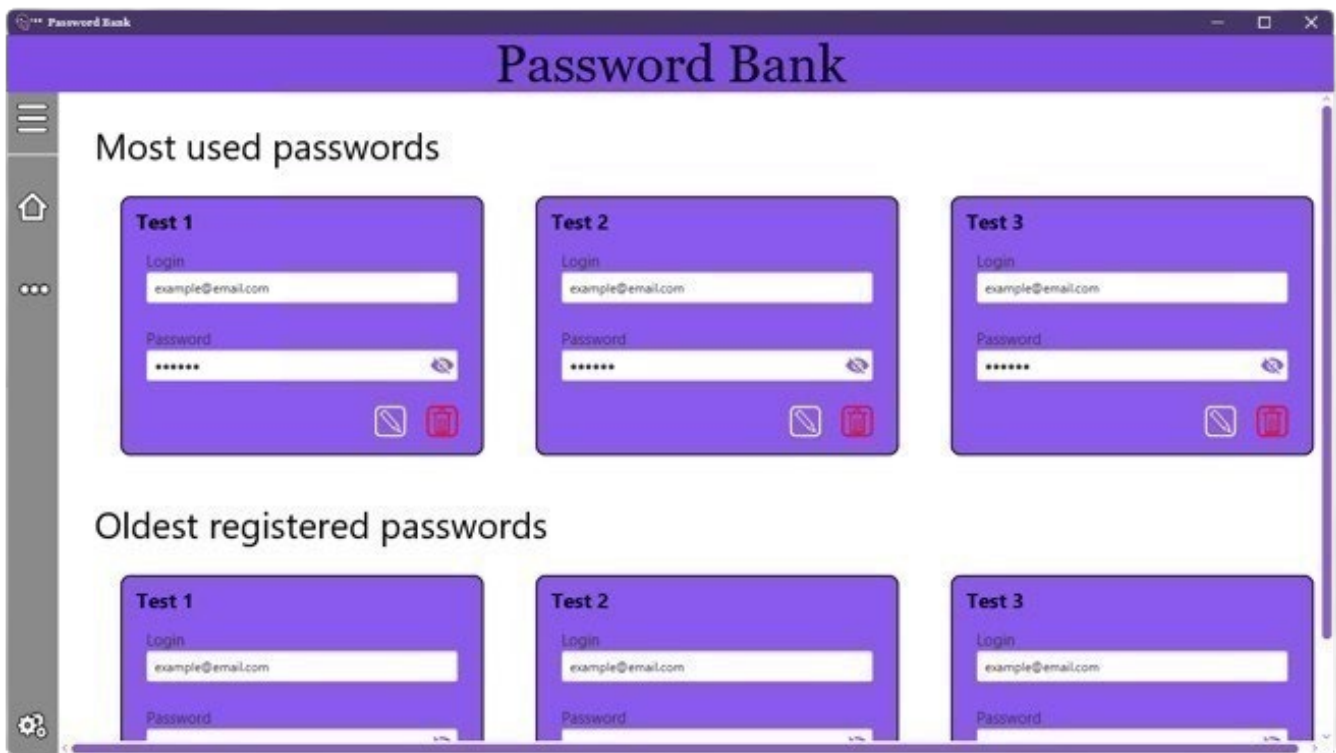 Password Bank
Password Bank
Most used passwords
Test 1 Test 2 Test 3
Login Login Login
example@email.com example@email.com example@email.com
Password Password Password
•••••• •••••• ••••••
Oldest registered passwords
Test 1 Test 2 Test 3
Login Login Login
example@email.com example@email.com example@email.com
Password Password Password